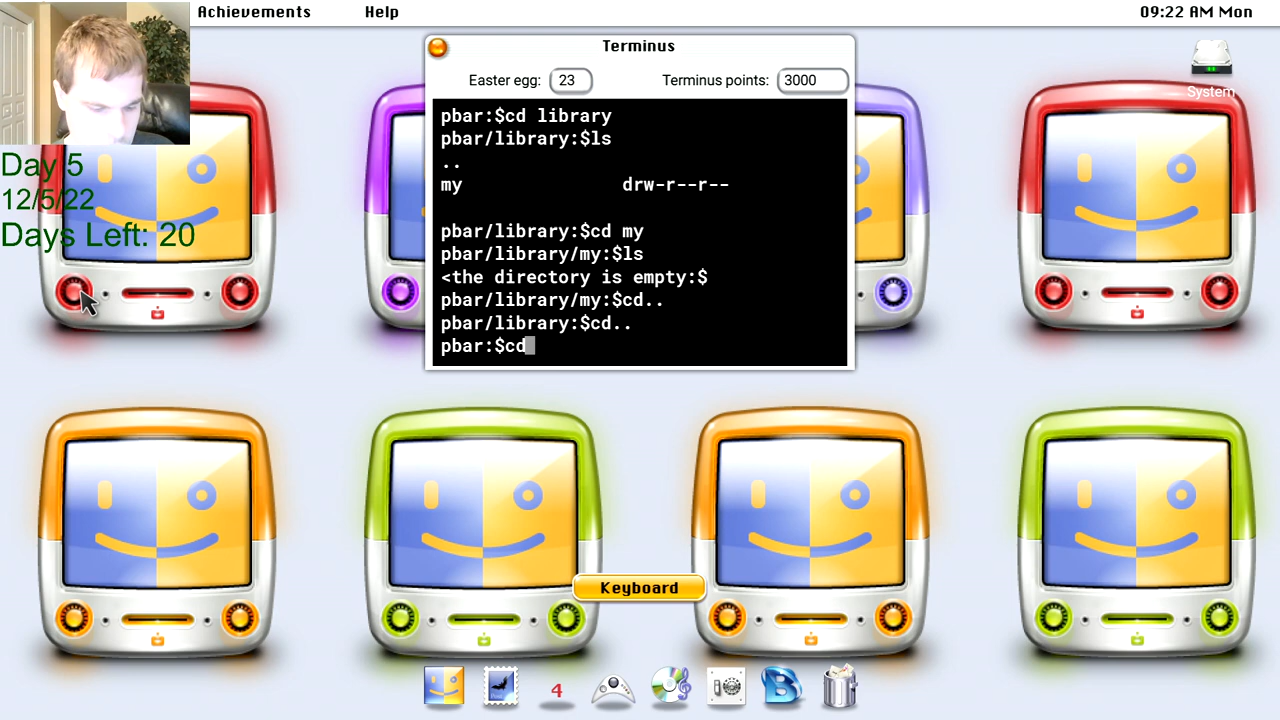 Achievements
Help
09:22 AM Mon
Terminus
Easter egg: 23
Terminus points: 3000
System
pbar:$cd library
pbar/library:$ls
..
my drw-r--r--
pbar/library:$cd my
pbar/library/my:$ls
<the directory is empty:$
pbar/library/my:$cd..
pbar/library:$cd..
pbar:$cd
Day 5
12/5/22
Days Left: 20
Keyboard
4
B